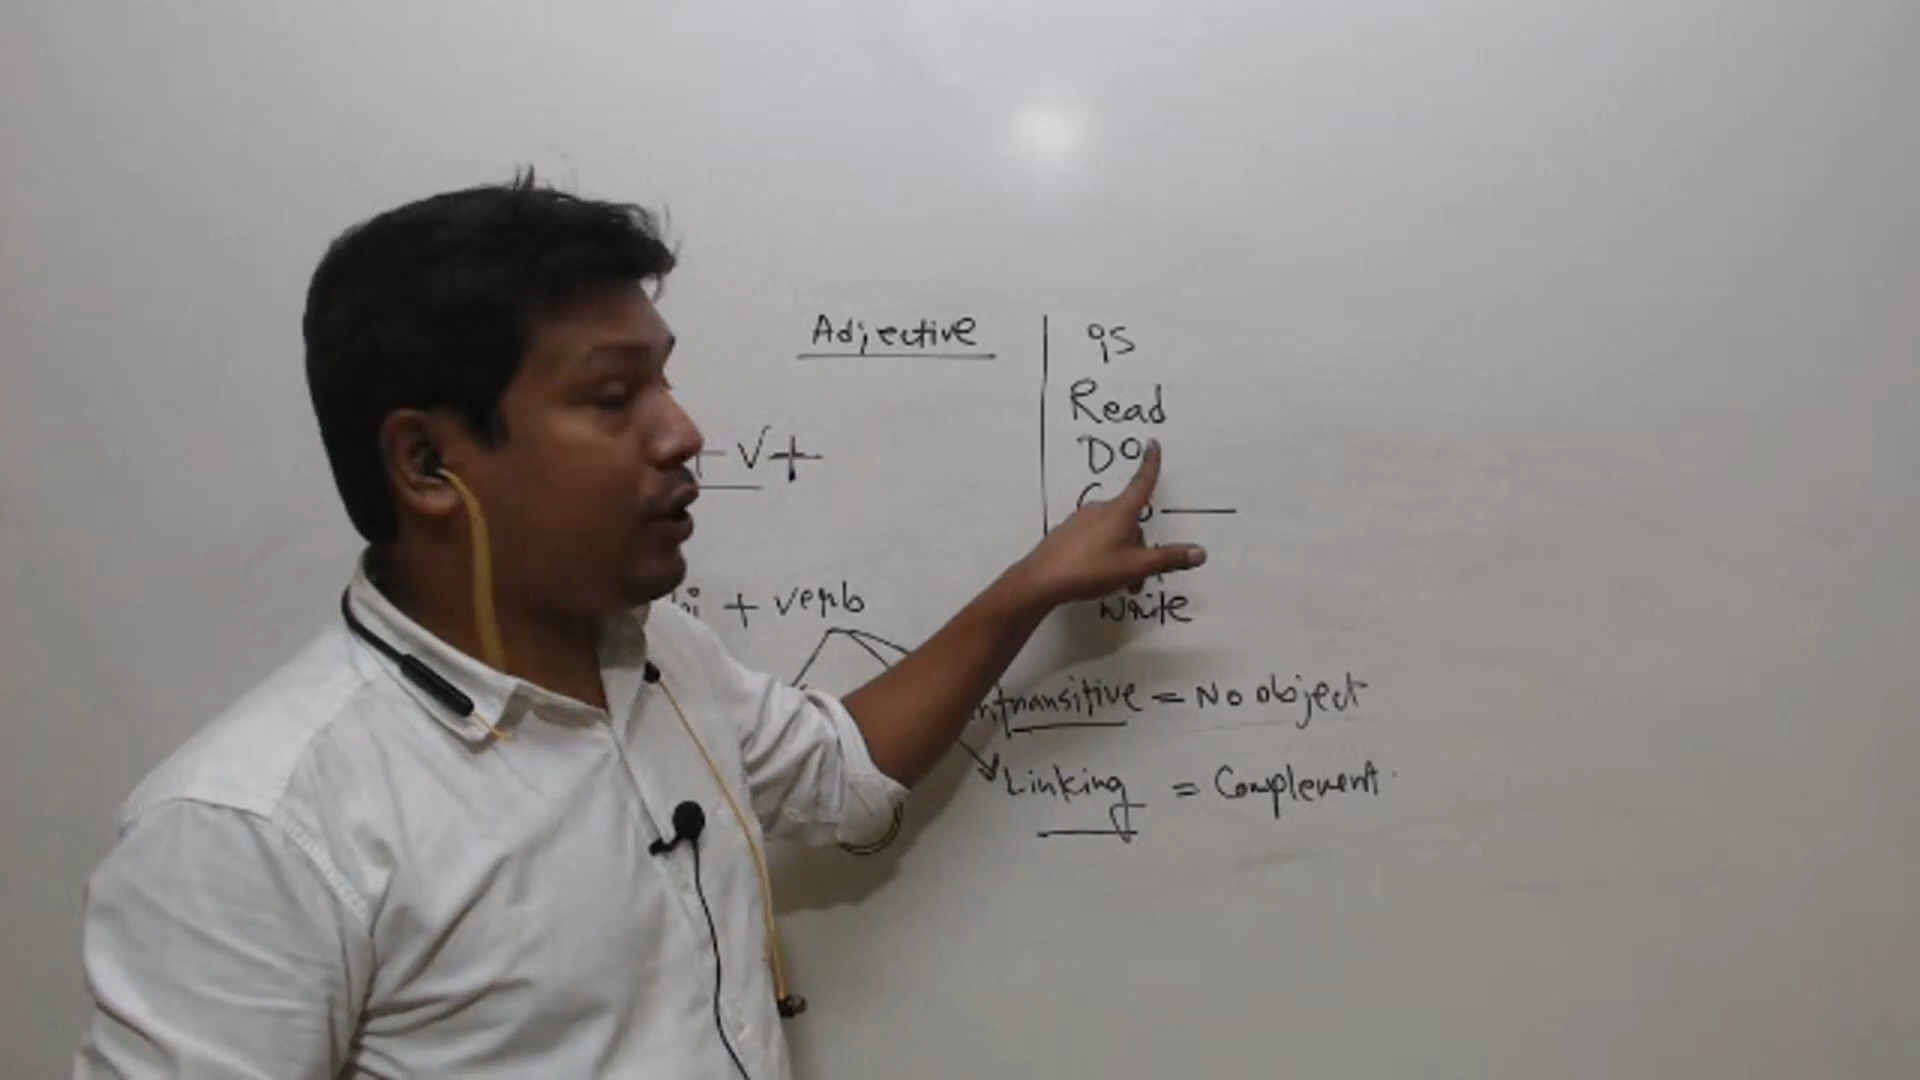 Adjective
is
Read
DO
+ V +
+ verb
write
intransitive = No object
Linking = Complement